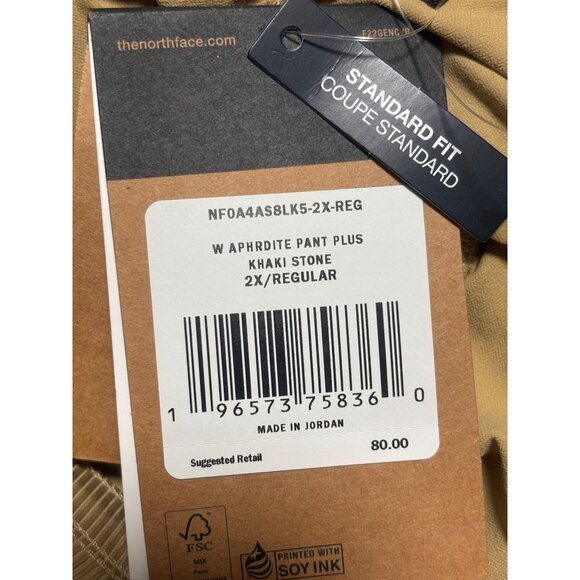 thenorthface.com
STANDARD FIT
COUPE STANDARD
NF0A4AS8LK5-2X-REG
W APHRDITE PANT PLUS
KHAKI STONE
2X/REGULAR
1 96573 75836 0
MADE IN JORDAN
Suggested Retail 80.00
FSC
MIX
PRINTED WITH
SOY INK